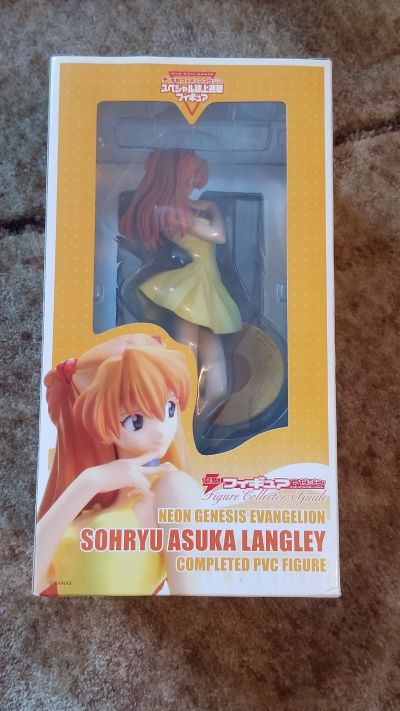 スペシャル誌上通販
フィギュア
フィギュア
Figure Collector's Guide
NEON GENESIS EVANGELION
SOHRYU ASUKA LANGLEY
COMPLETED PVC FIGURE
© GAINAX